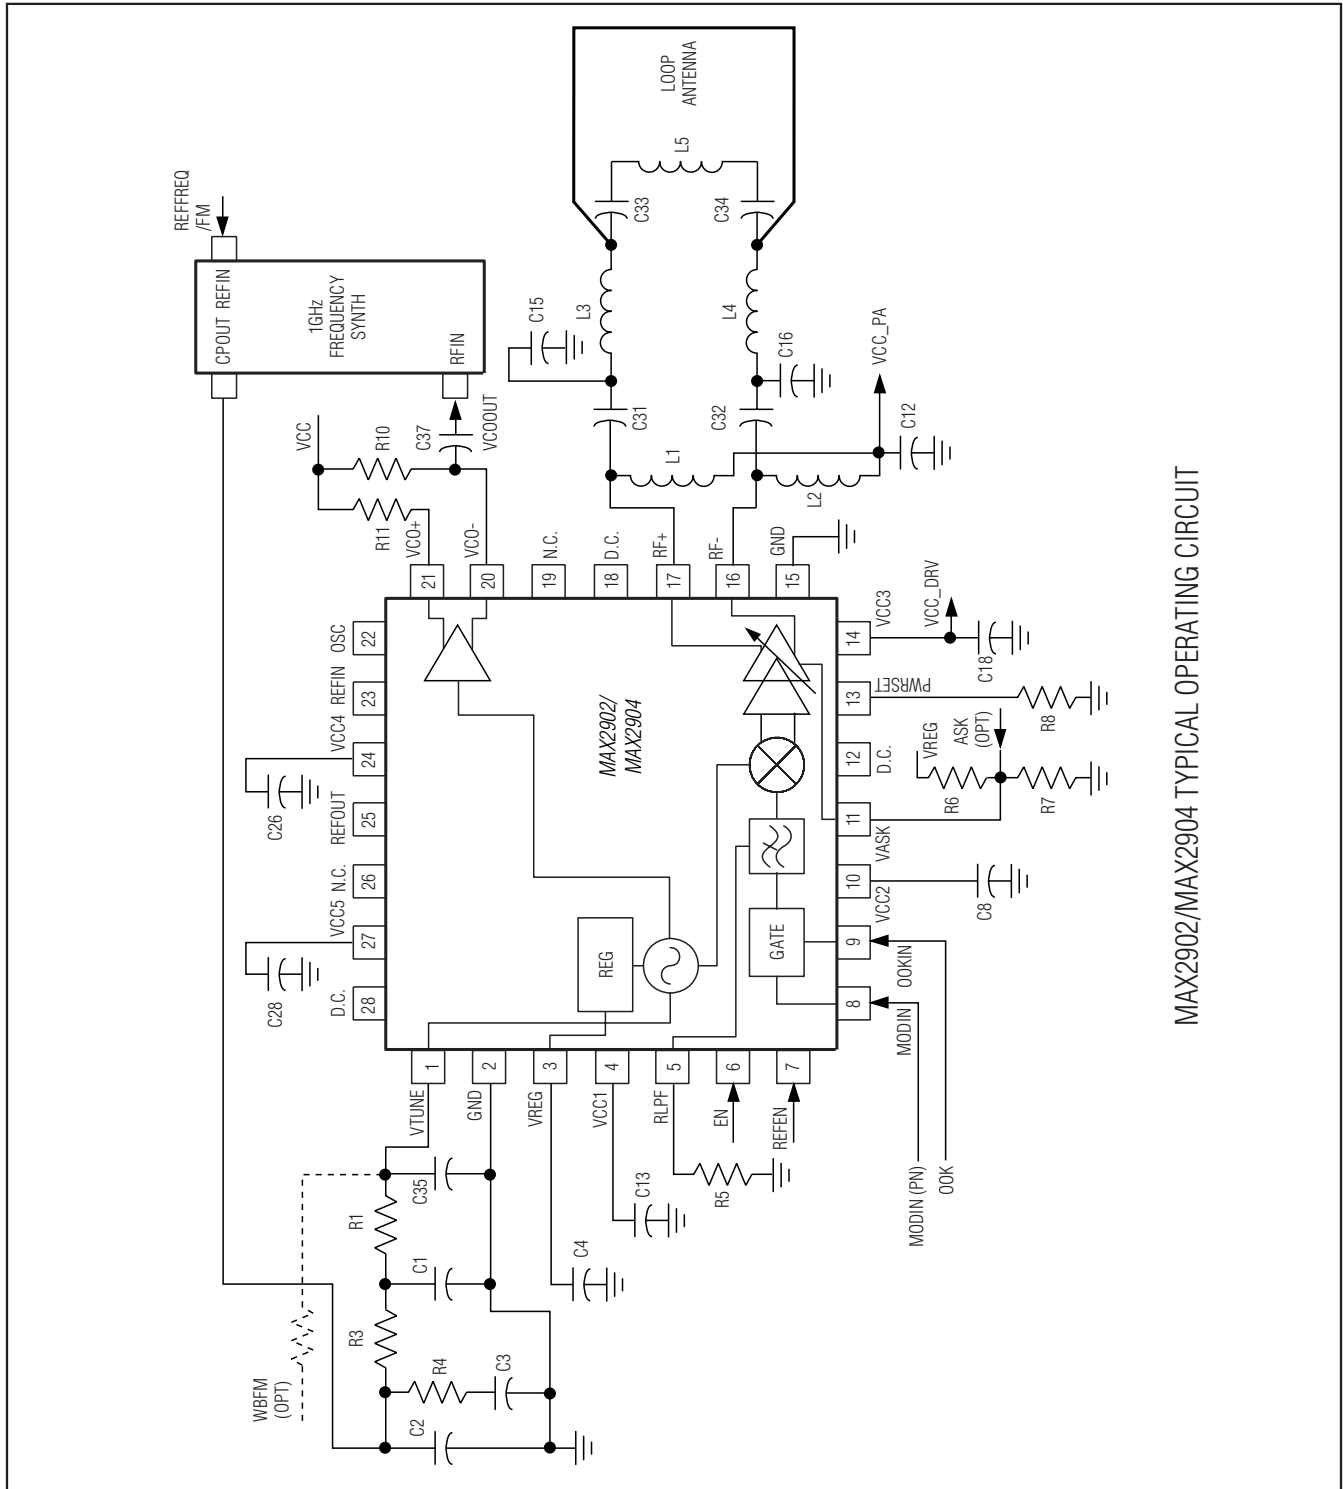 MAX2902/MAX2904 TYPICAL OPERATING CIRCUIT
LOOP
ANTENNA
L5
C33
C34
L3
L4
C15
C16
C31
C32
L1
L2
VCC_PA
C12
REFFREQ
/FM
CPOUT REFIN
1GHz
FREQUENCY
SYNTH
RFIN
VCC
R10
R11
C37
VCOOUT
VCO+
VCO-
N.C.
D.C.
RF+
RF-
GND
21
20
19
18
17
16
15
22
OSC
23
REFIN
24
VCC4
25
REFOUT
26
N.C.
27
VCC5
28
D.C.
C26
C28
MAX2902/
MAX2904
REG
GATE
14
VCC3
VCC_DRV
C18
13
PWRSET
R8
12
D.C.
VREG
ASK
(OPT)
R6
R7
11
VASK
10
VCC2
C8
9
OOKIN
8
MODIN
MODIN (PN)
OOK
1
2
3
4
5
6
7
VTUNE
GND
VREG
VCC1
RLPF
EN
REFEN
R5
C13
C4
C35
R1
C1
R3
R4
C3
C2
WBFM
(OPT)